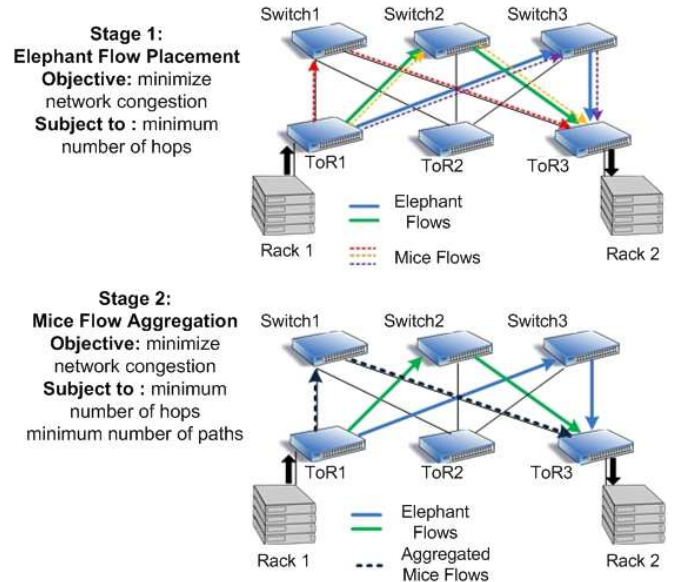 Stage 1:
Elephant Flow Placement
Objective: minimize
network congestion
Subject to : minimum
number of hops
Switch1
Switch2
Switch3
ToR1
ToR2
ToR3
Rack 1
Rack 2
Elephant
Flows
Mice Flows
Stage 2:
Mice Flow Aggregation
Objective: minimize
network congestion
Subject to : minimum
number of hops
minimum number of paths
Switch1
Switch2
Switch3
ToR1
ToR2
ToR3
Rack 1
Rack 2
Elephant
Flows
Aggregated
Mice Flows